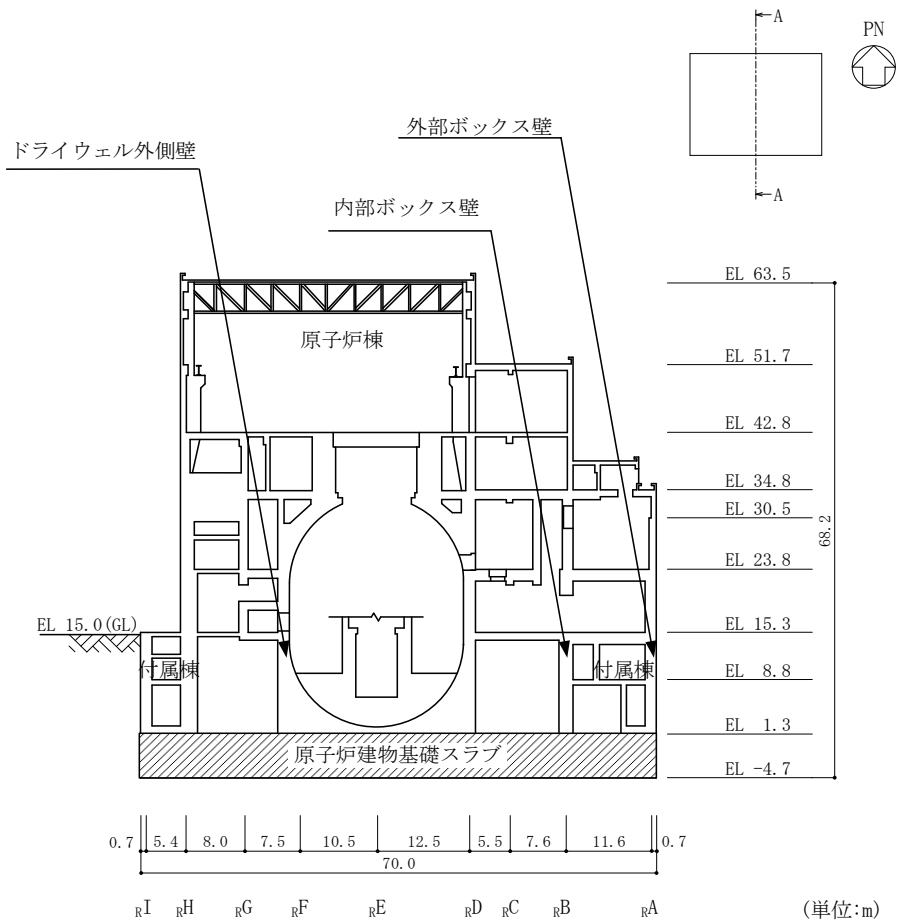 A
PN
A
外部ボックス壁
ドライウェル外側壁
内部ボックス壁
EL 63.5
原子炉棟
EL 51.7
EL 42.8
EL 34.8
EL 30.5
68.2
EL 23.8
EL 15.0(GL)
EL 15.3
付属棟
付属棟
EL 8.8
EL 1.3
原子炉建物基礎スラブ
EL -4.7
0.7 5.4 8.0 7.5 10.5 12.5 5.5 7.6 11.6 0.7
70.0
RI RH RG RF RE RD RC RB RA
(単位:m)